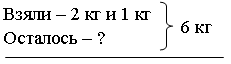 Взяли – 2 кг и 1 кг
Осталось – ?
6 кг